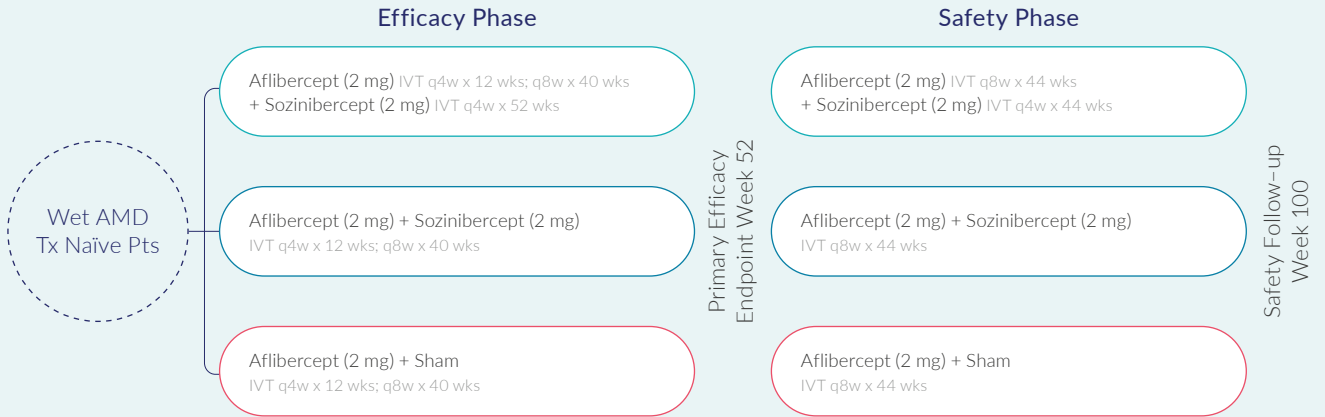 Efficacy Phase
Safety Phase
Wet AMD
Tx Naïve Pts
Aflibercept (2 mg) IVT q4w x 12 wks; q8w x 40 wks
+ Sozinibercept (2 mg) IVT q4w x 52 wks
Aflibercept (2 mg) + Sozinibercept (2 mg)
IVT q4w x 12 wks; q8w x 40 wks
Aflibercept (2 mg) + Sham
IVT q4w x 12 wks; q8w x 40 wks
Primary Efficacy
Endpoint Week 52
Aflibercept (2 mg) IVT q8w x 44 wks
+ Sozinibercept (2 mg) IVT q4w x 44 wks
Aflibercept (2 mg) + Sozinibercept (2 mg)
IVT q8w x 44 wks
Aflibercept (2 mg) + Sham
IVT q8w x 44 wks
Safety Follow-up
Week 100